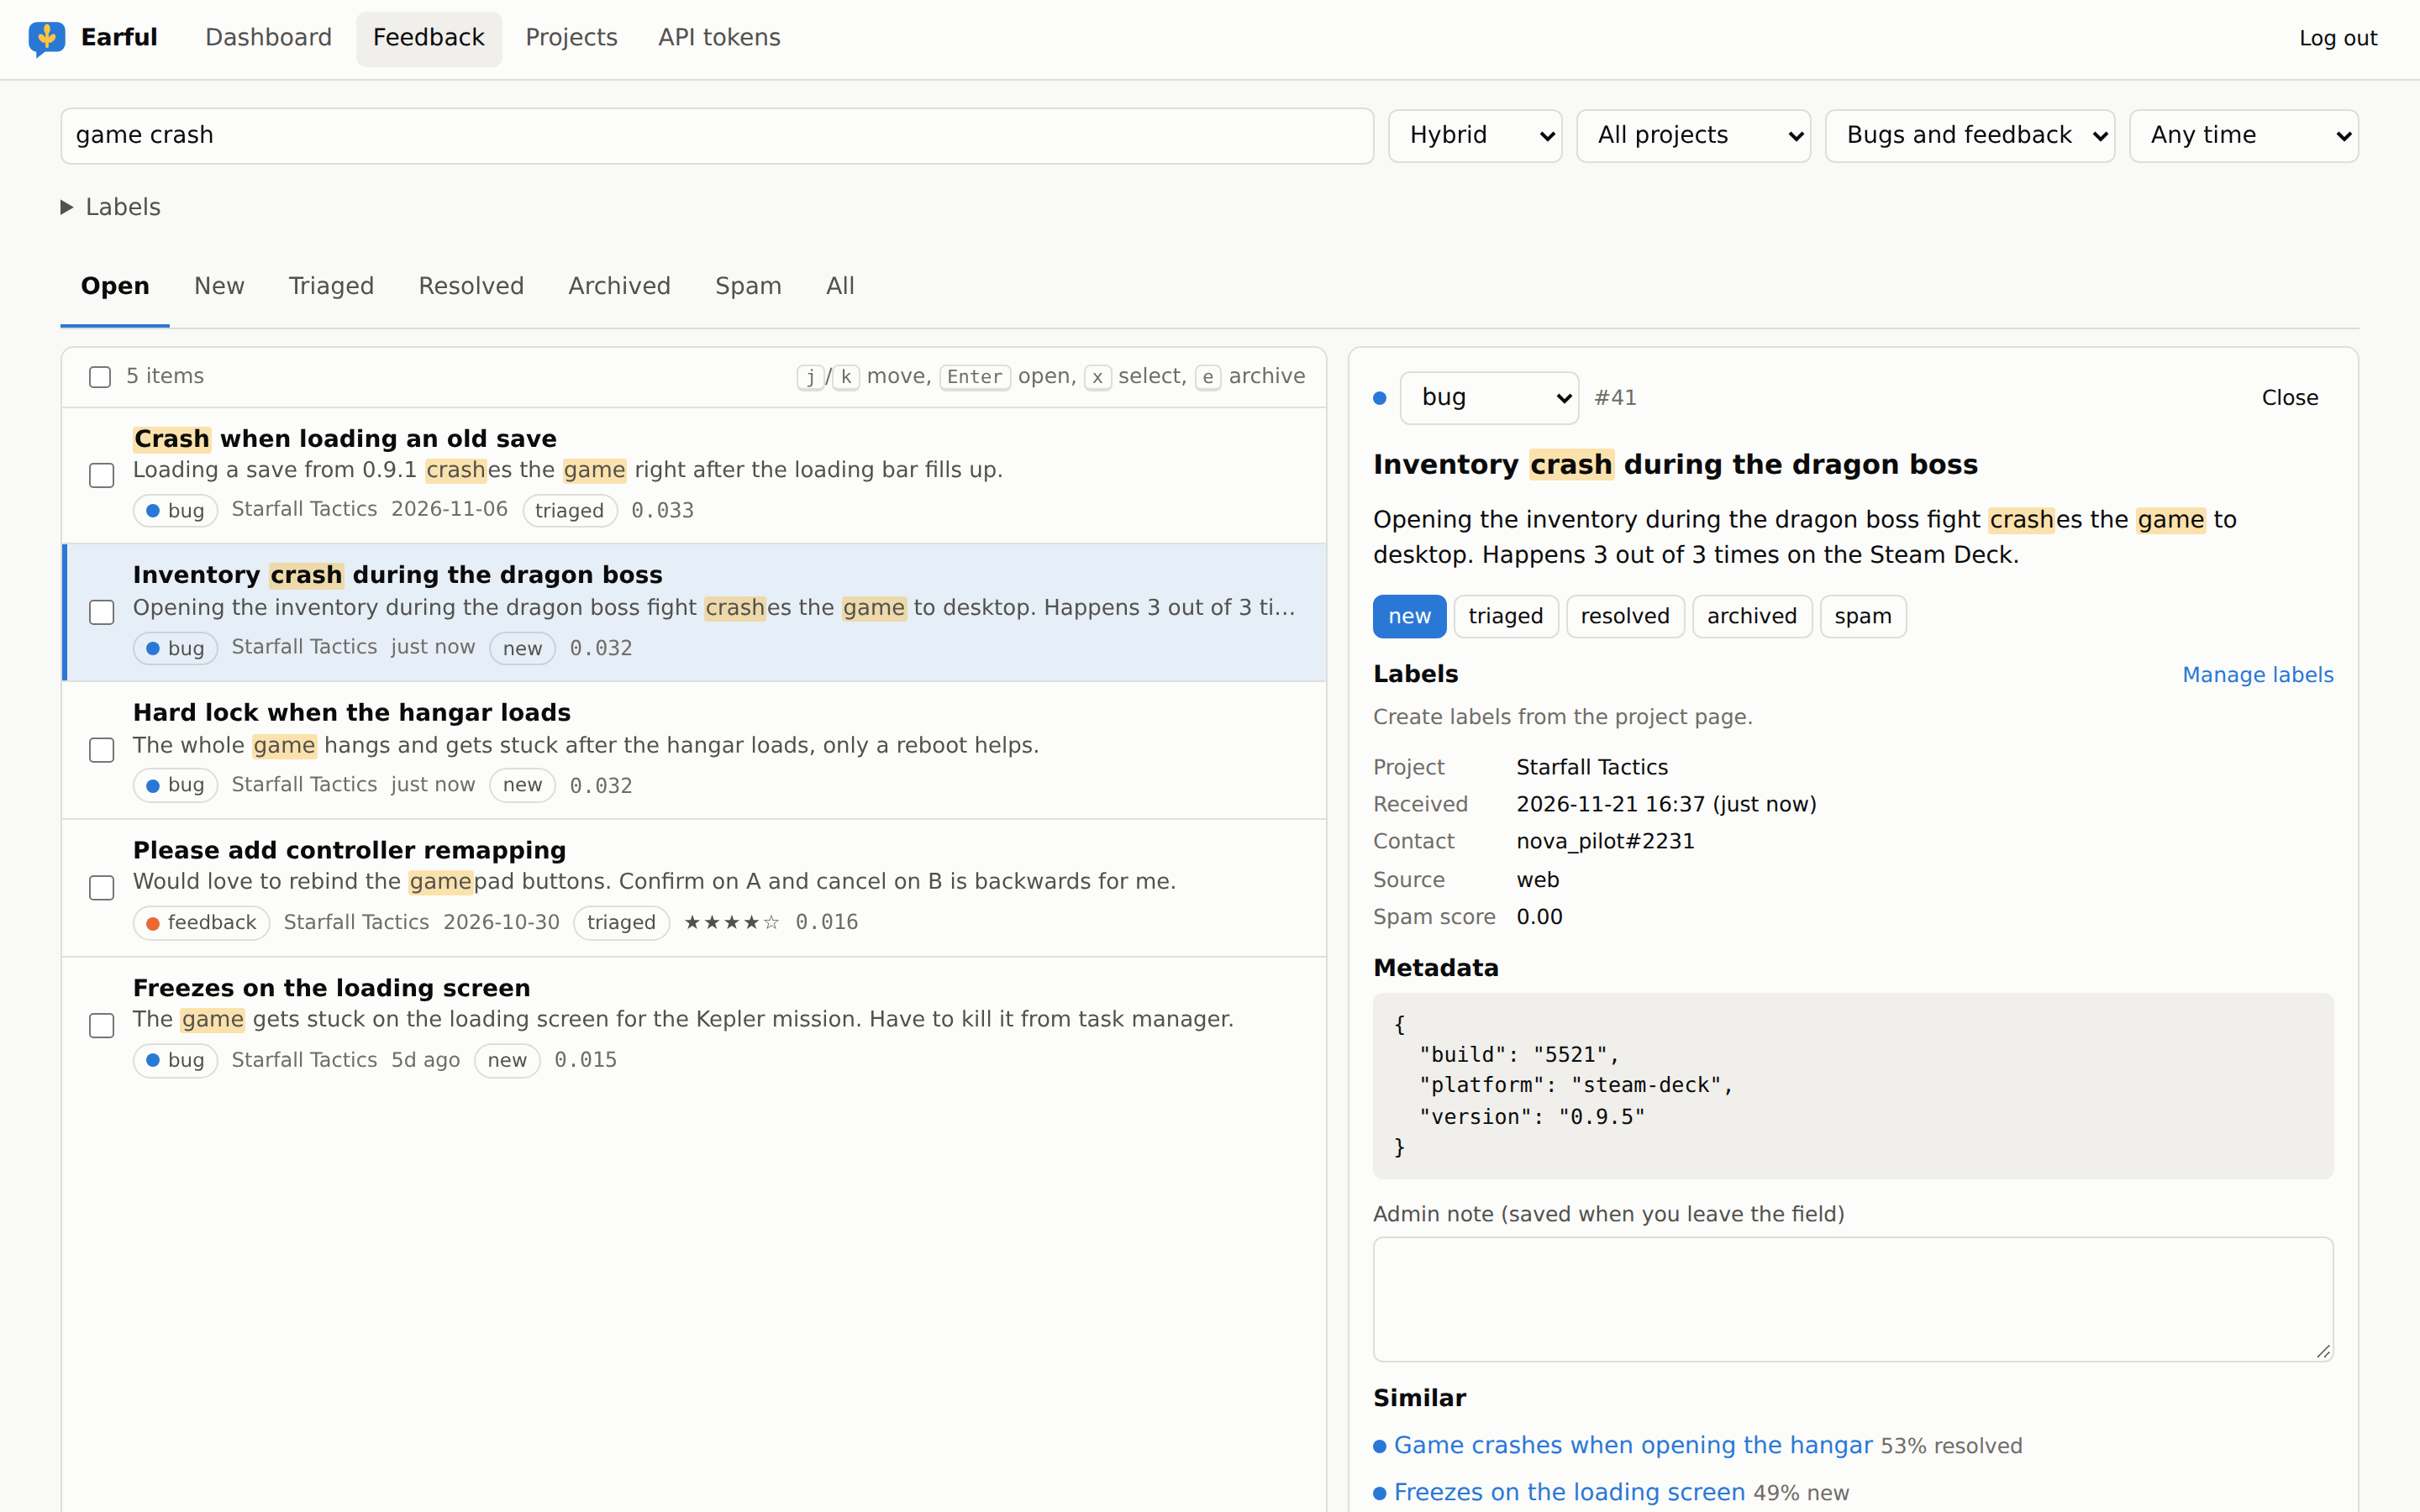 Earful Dashboard Feedback Projects API tokens Log out
game crash Hybrid All projects Bugs and feedback Any time
Labels
Open New Triaged Resolved Archived Spam All
5 items j/k move, Enter open, x select, e archive
Crash when loading an old save
Loading a save from 0.9.1 crashes the game right after the loading bar fills up.
bug Starfall Tactics 2026-11-06 triaged 0.033
Inventory crash during the dragon boss
Opening the inventory during the dragon boss fight crashes the game to desktop. Happens 3 out of 3 ti...
bug Starfall Tactics just now new 0.032
Hard lock when the hangar loads
The whole game hangs and gets stuck after the hangar loads, only a reboot helps.
bug Starfall Tactics just now new 0.032
Please add controller remapping
Would love to rebind the gamepad buttons. Confirm on A and cancel on B is backwards for me.
feedback Starfall Tactics 2026-10-30 triaged ★★★★☆ 0.016
Freezes on the loading screen
The game gets stuck on the loading screen for the Kepler mission. Have to kill it from task manager.
bug Starfall Tactics 5d ago new 0.015
bug #41 Close
Inventory crash during the dragon boss
Opening the inventory during the dragon boss fight crashes the game to
desktop. Happens 3 out of 3 times on the Steam Deck.
new triaged resolved archived spam
Labels Manage labels
Create labels from the project page.
Project Starfall Tactics
Received 2026-11-21 16:37 (just now)
Contact nova_pilot#2231
Source web
Spam score 0.00
Metadata
{
"build": "5521",
"platform": "steam-deck",
"version": "0.9.5"
}
Admin note (saved when you leave the field)
Similar
Game crashes when opening the hangar 53% resolved
Freezes on the loading screen 49% new